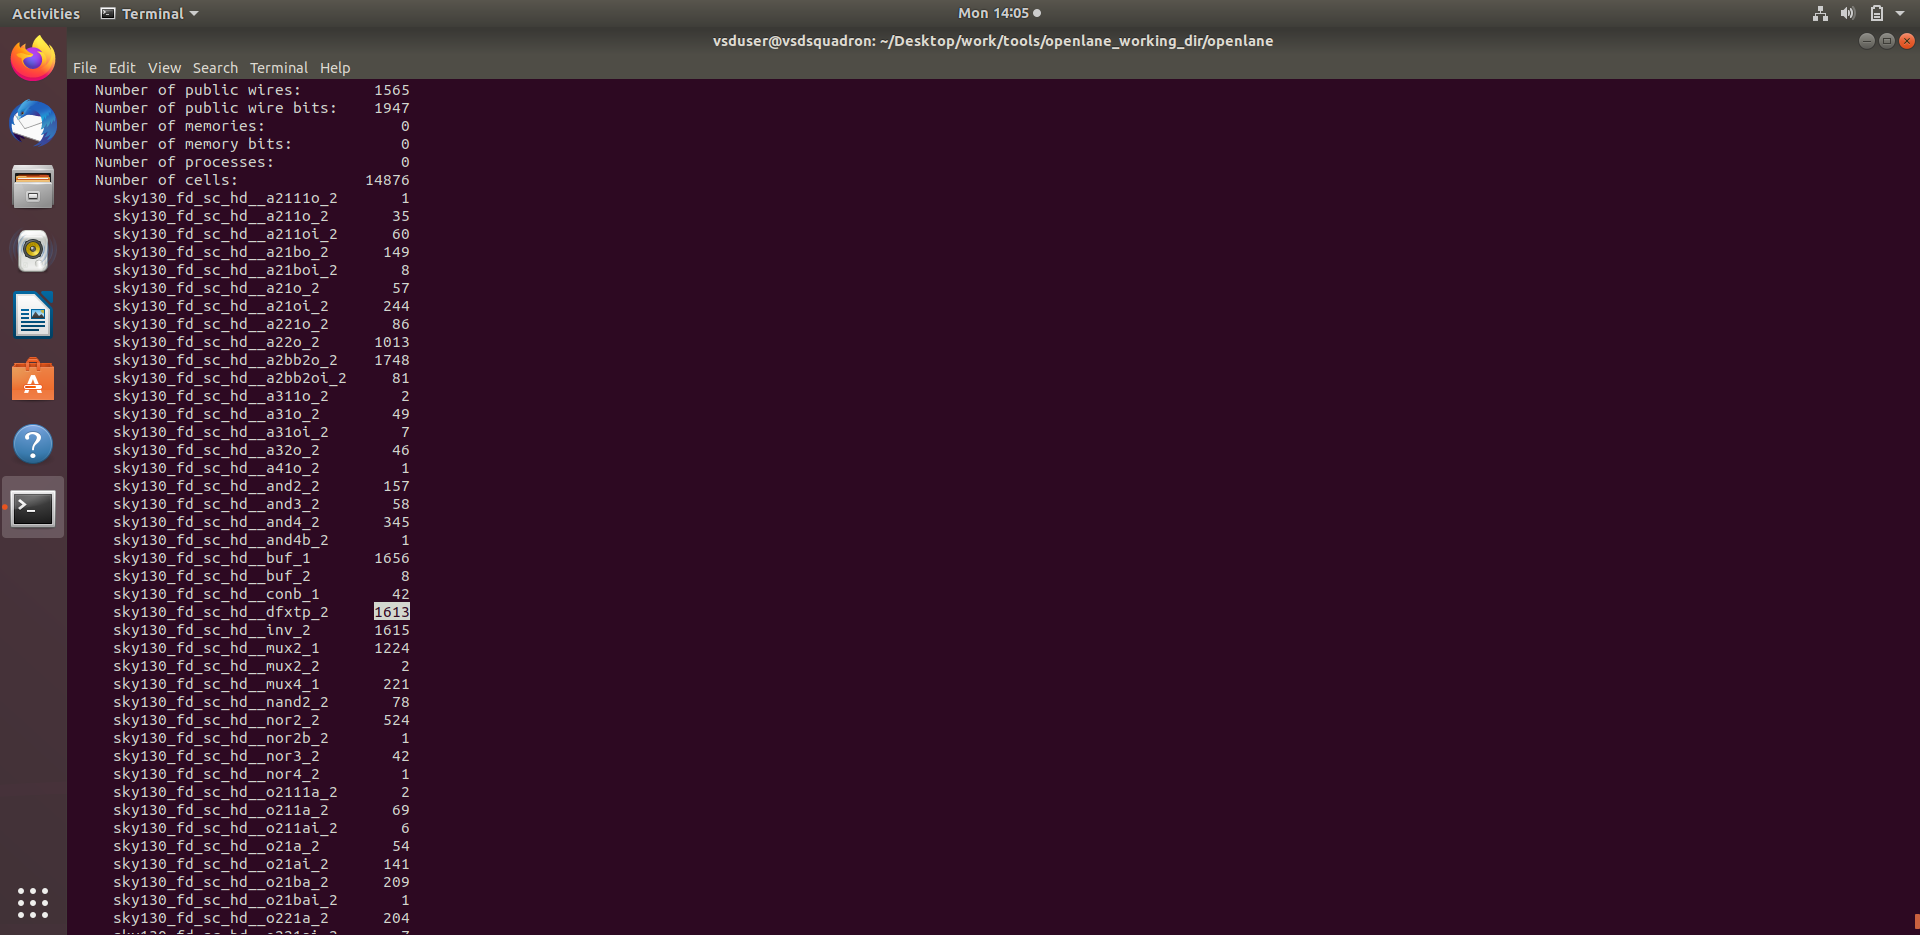 Activities Terminal Mon 14:05
vsduser@vsdsquadron: ~/Desktop/work/tools/openlane_working_dir/openlane
File Edit View Search Terminal Help
Number of public wires: 1565
Number of public wire bits: 1947
Number of memories: 0
Number of memory bits: 0
Number of processes: 0
Number of cells: 14876
sky130_fd_sc_hd__a2111o_2 1
sky130_fd_sc_hd__a211o_2 35
sky130_fd_sc_hd__a211oi_2 60
sky130_fd_sc_hd__a21bo_2 149
sky130_fd_sc_hd__a21boi_2 8
sky130_fd_sc_hd__a21o_2 57
sky130_fd_sc_hd__a21oi_2 244
sky130_fd_sc_hd__a221o_2 86
sky130_fd_sc_hd__a22o_2 1013
sky130_fd_sc_hd__a2bb2o_2 1748
sky130_fd_sc_hd__a2bb2oi_2 81
sky130_fd_sc_hd__a311o_2 2
sky130_fd_sc_hd__a31o_2 49
sky130_fd_sc_hd__a31oi_2 7
sky130_fd_sc_hd__a32o_2 46
sky130_fd_sc_hd__a41o_2 1
sky130_fd_sc_hd__and2_2 157
sky130_fd_sc_hd__and3_2 58
sky130_fd_sc_hd__and4_2 345
sky130_fd_sc_hd__and4b_2 1
sky130_fd_sc_hd__buf_1 1656
sky130_fd_sc_hd__buf_2 8
sky130_fd_sc_hd__conb_1 42
sky130_fd_sc_hd__dfxtp_2 1613
sky130_fd_sc_hd__inv_2 1615
sky130_fd_sc_hd__mux2_1 1224
sky130_fd_sc_hd__mux2_2 2
sky130_fd_sc_hd__mux4_1 221
sky130_fd_sc_hd__nand2_2 78
sky130_fd_sc_hd__nor2_2 524
sky130_fd_sc_hd__nor2b_2 1
sky130_fd_sc_hd__nor3_2 42
sky130_fd_sc_hd__nor4_2 1
sky130_fd_sc_hd__o2111a_2 2
sky130_fd_sc_hd__o211a_2 69
sky130_fd_sc_hd__o211ai_2 6
sky130_fd_sc_hd__o21a_2 54
sky130_fd_sc_hd__o21ai_2 141
sky130_fd_sc_hd__o21ba_2 209
sky130_fd_sc_hd__o21bai_2 1
sky130_fd_sc_hd__o221a_2 204